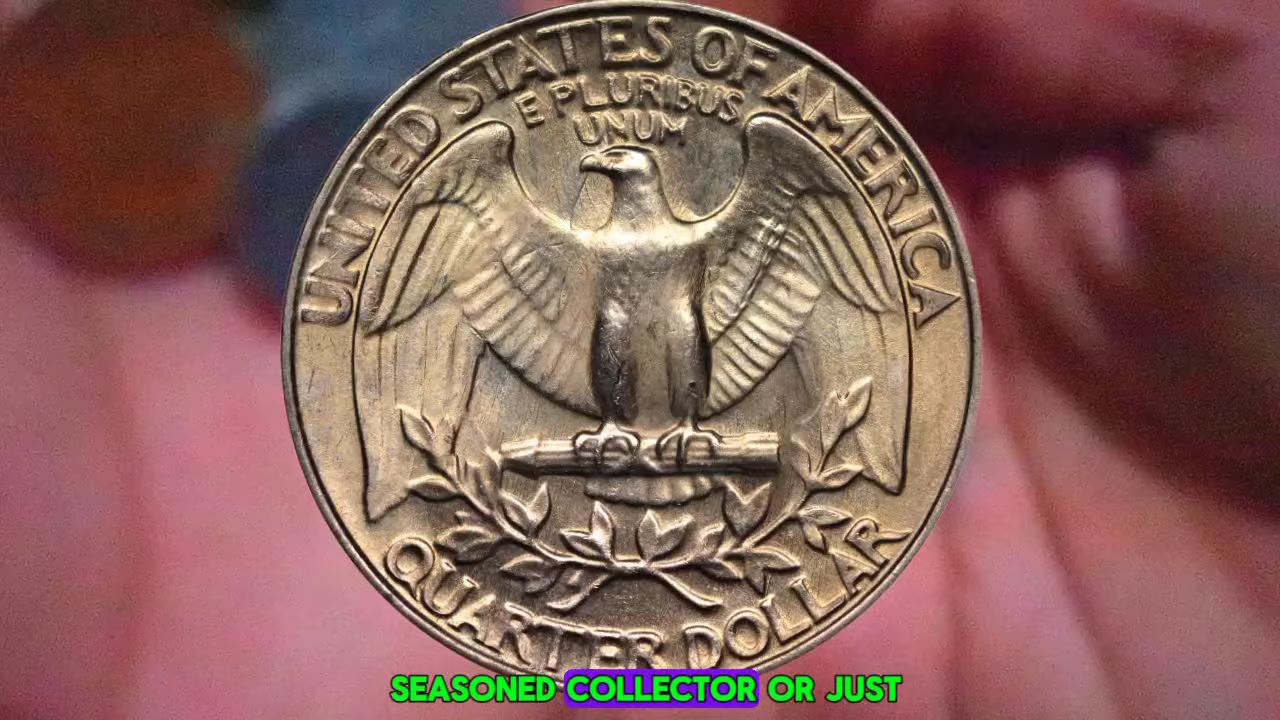 UNITED STATES OF AMERICA
E PLURIBUS
UNUM
QUARTER DOLLAR
SEASONED COLLECTOR OR JUST